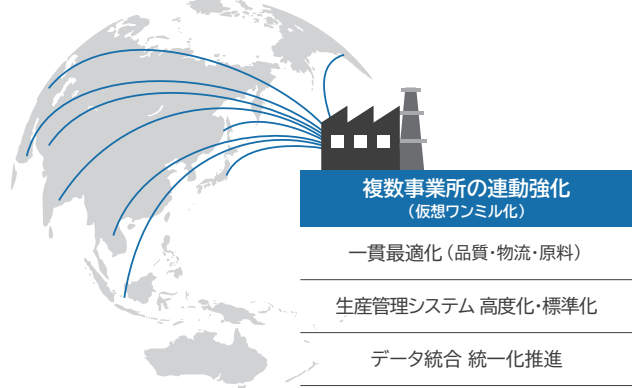 複数事業所の連動強化
（仮想ワンミル化）
一貫最適化（品質・物流・原料）
生産管理システム 高度化・標準化
データ統合 統一化推進